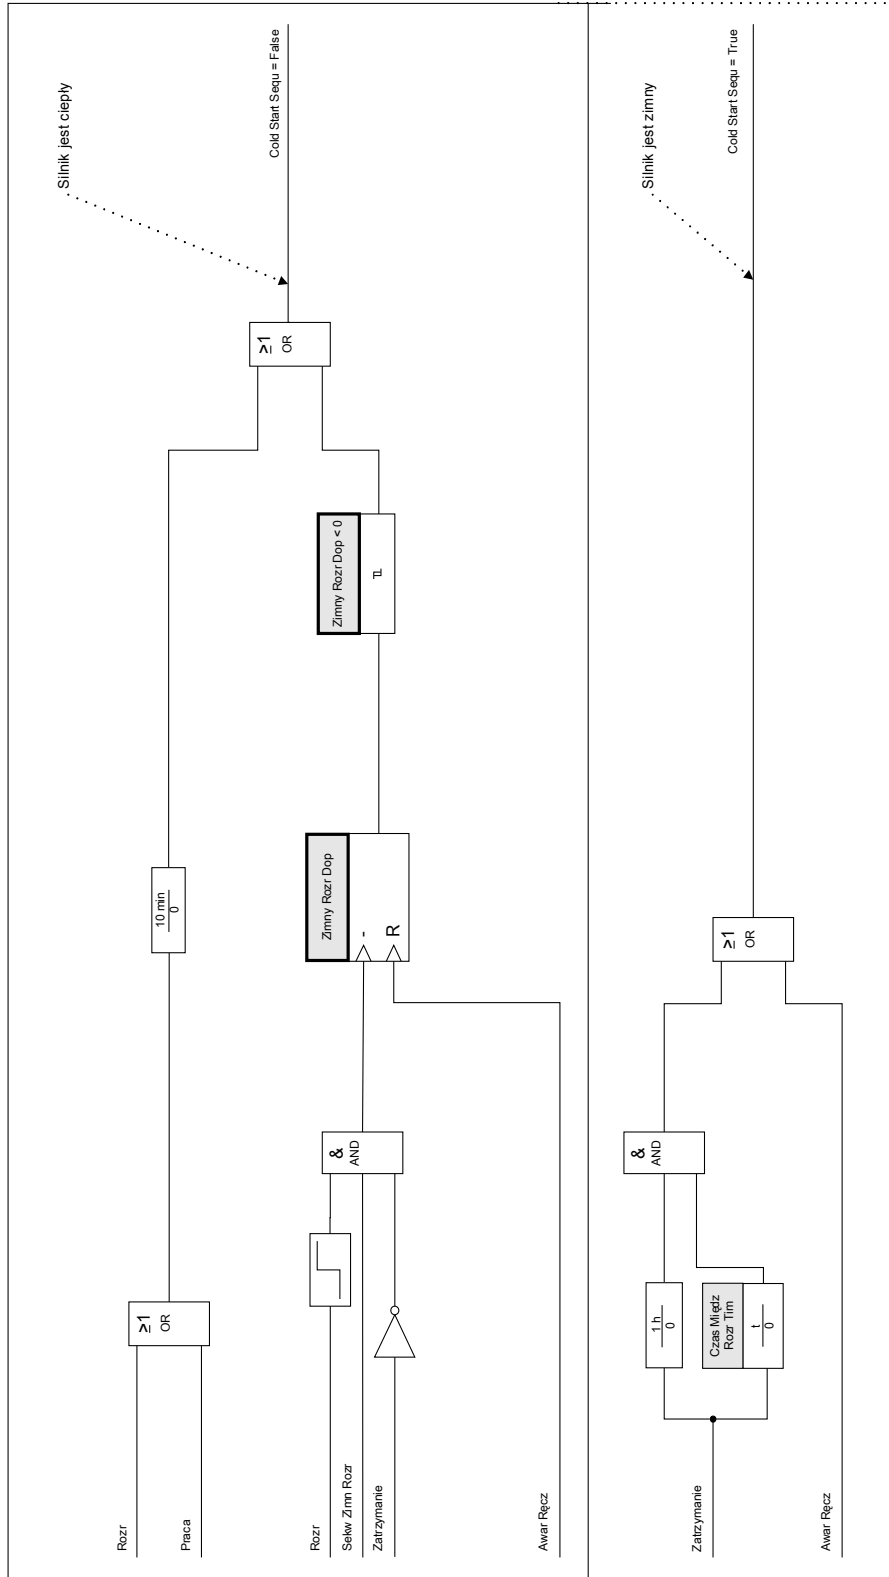 Rozr
Praca
≥1
OR
10 min
0
Rozr
Sekw Zimn Rozr
Zatrzymanie
&
AND
Zimny Rozr Dop
-
R
Zimny Rozr Dop < 0
≥1
OR
Silnik jest ciepły
Cold Start Sequ = False
Awar Ręcz
Zatrzymanie
1 h
0
Czas Międz
Rozr Tim
t
0
&
AND
≥1
OR
Silnik jest zimny
Cold Start Sequ = True
Awar Ręcz